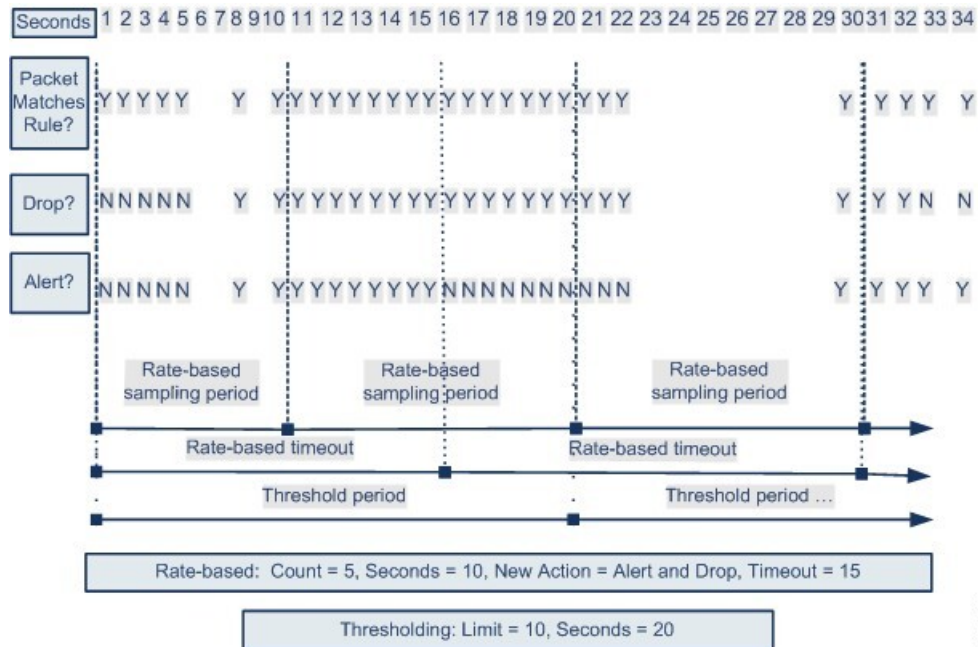 Seconds 1 2 3 4 5 6 7 8 9 10 11 12 13 14 15 16 17 18 19 20 21 22 23 24 25 26 27 28 29 30 31 32 33 34
Packet
Matches
Rule?
Y Y Y Y Y Y Y Y Y Y Y Y Y Y Y Y Y Y Y Y Y Y Y Y Y Y Y Y Y Y
Drop?
N N N N N Y Y Y Y Y Y Y Y Y Y Y Y Y Y Y Y Y Y Y Y Y Y Y N N
Alert?
N N N N N Y Y Y Y Y Y Y Y Y Y N N N N N N N N N N Y Y Y Y Y
Rate-based
sampling period
Rate-based
sampling period
Rate-based
sampling period
Rate-based timeout
Rate-based timeout
Threshold period
Threshold period ...
Rate-based: Count = 5, Seconds = 10, New Action = Alert and Drop, Timeout = 15
Thresholding: Limit = 10, Seconds = 20